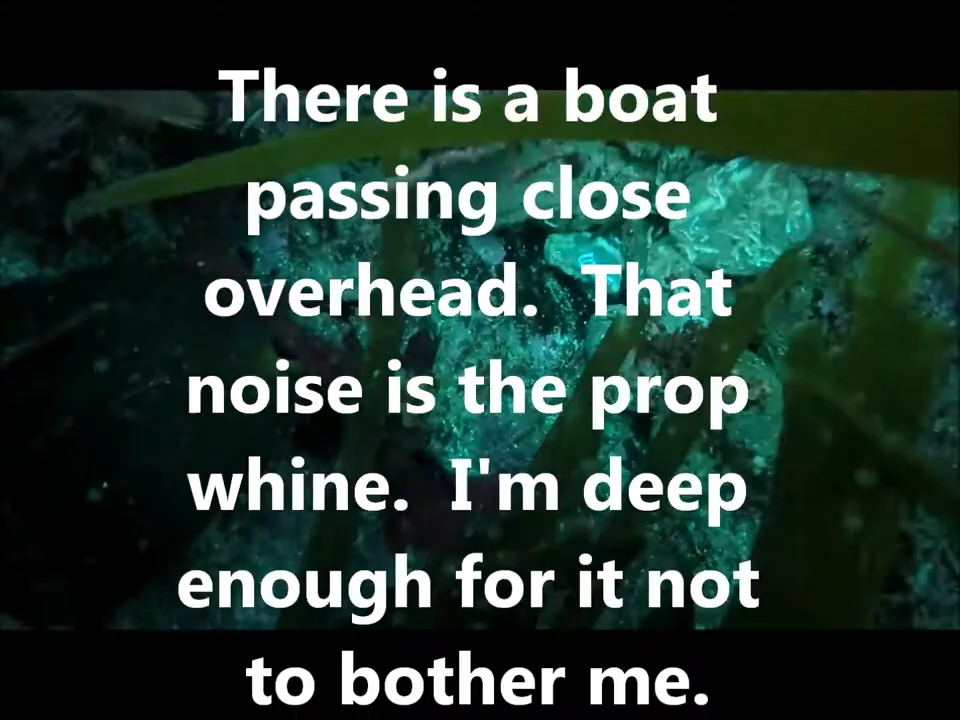 There is a boat
passing close
overhead.  That
noise is the prop
whine.  I'm deep
enough for it not
to bother me.